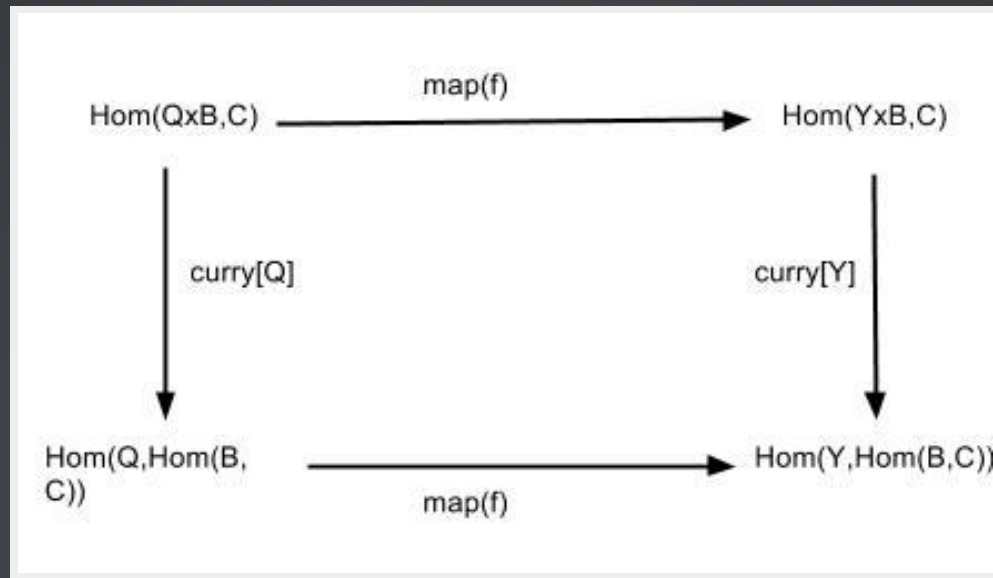 map(f)
Hom(QxB,C)
Hom(YxB,C)
curry[Q]
curry[Y]
Hom(Q,Hom(B,
C))
Hom(Y,Hom(B,C))
map(f)